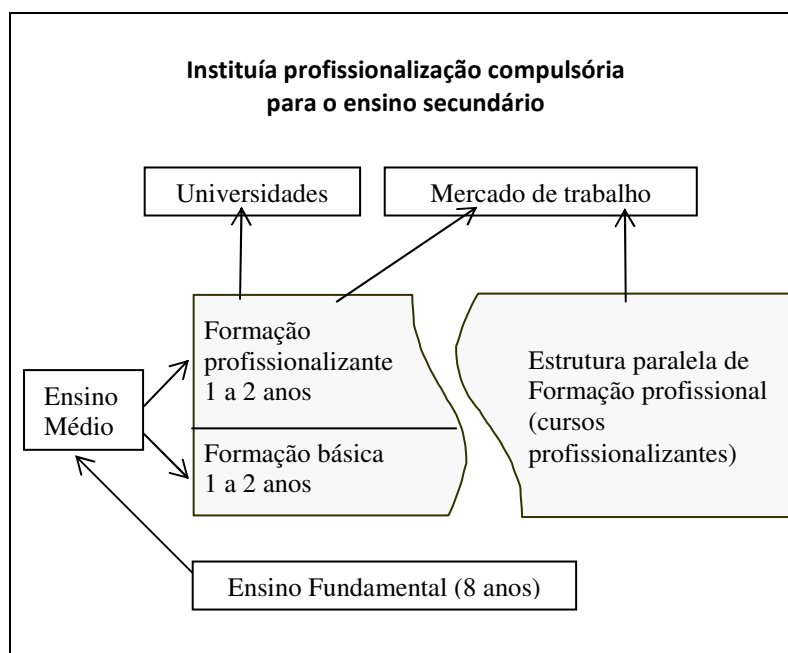 Instituía profissionalização compulsória
para o ensino secundário
Universidades
Mercado de trabalho
Formação
profissionalizante
1 a 2 anos
Estrutura paralela de
Formação profissional
(cursos
profissionalizantes)
Ensino
Médio
Formação básica
1 a 2 anos
Ensino Fundamental (8 anos)